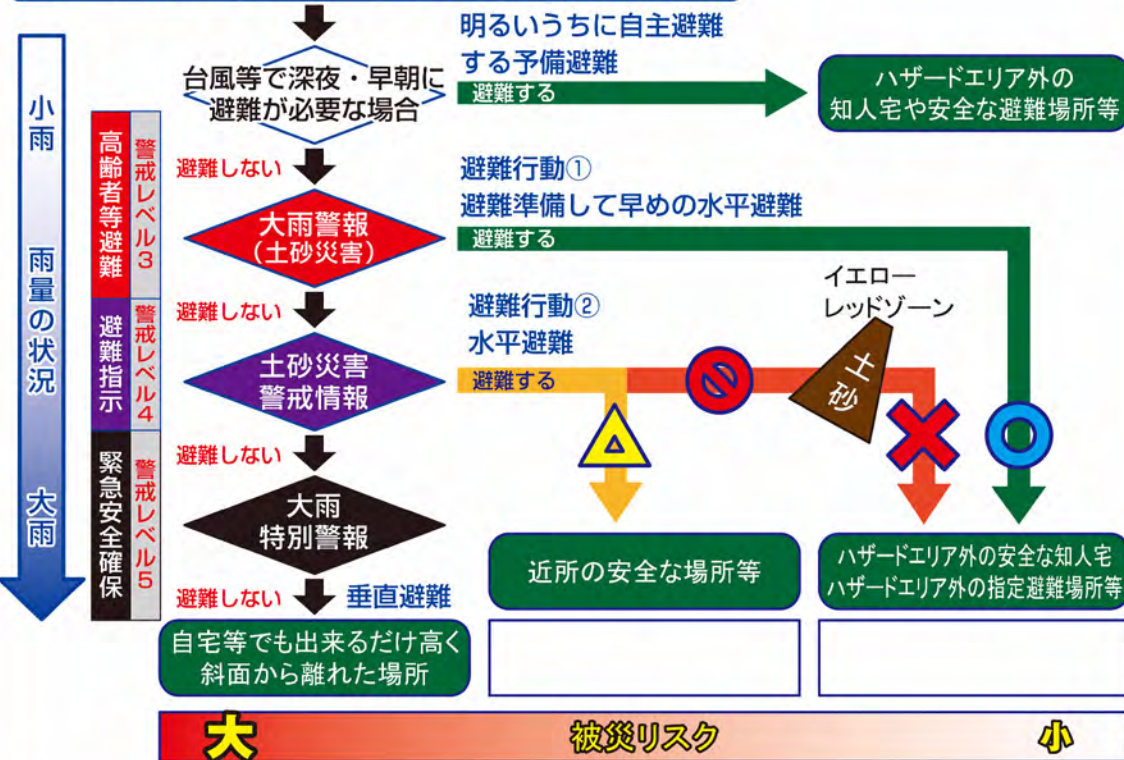 明るいうちに自主避難
する予備避難
台風等で深夜・早朝に
避難が必要な場合
避難する
ハザードエリア外の
知人宅や安全な避難場所等
小雨
雨量の状況
大雨
高齢者等避難
警戒レベル3
避難しない
避難行動①
避難準備して早めの水平避難
大雨警報
(土砂災害)
避難する
避難指示
警戒レベル4
避難しない
避難行動②
水平避難
土砂災害
警戒情報
避難する
イエロー
レッドゾーン
土砂
緊急安全確保
警戒レベル5
避難しない
大雨
特別警報
近所の安全な場所等
ハザードエリア外の安全な知人宅
ハザードエリア外の指定避難場所等
避難しない
垂直避難
自宅等でも出来るだけ高く
斜面から離れた場所
大
被災リスク
小